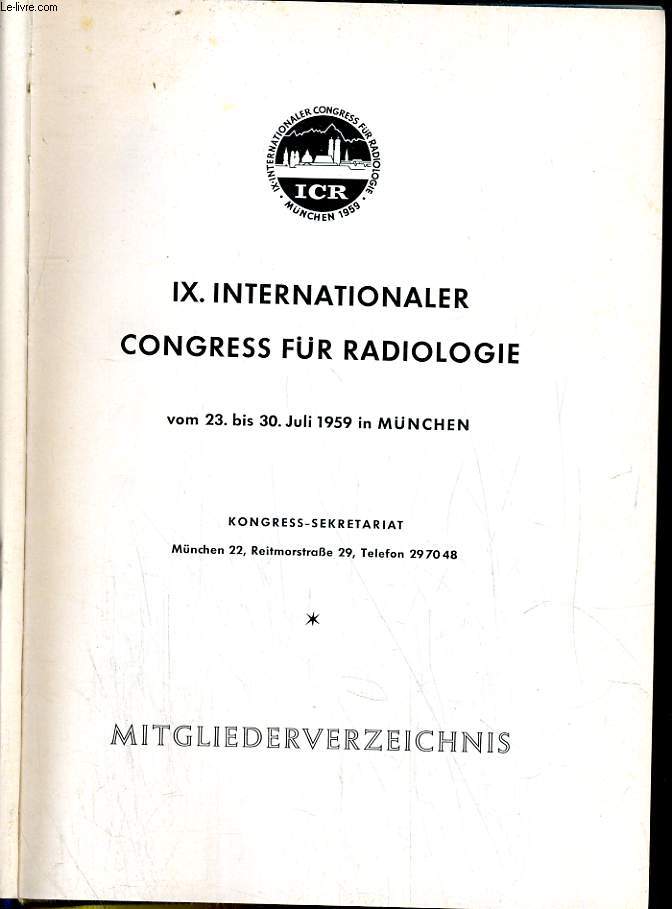 Le-livre.com
IX. INTERNATIONALER CONGRESS FÜR RADIOLOGIE
ICR
MÜNCHEN 1959
IX. INTERNATIONALER
CONGRESS FÜR RADIOLOGIE
vom 23. bis 30. Juli 1959 in MÜNCHEN
KONGRESS-SEKRETARIAT
München 22, Reitmorstraße 29, Telefon 29 70 48
MITGLIEDERVERZEICHNIS